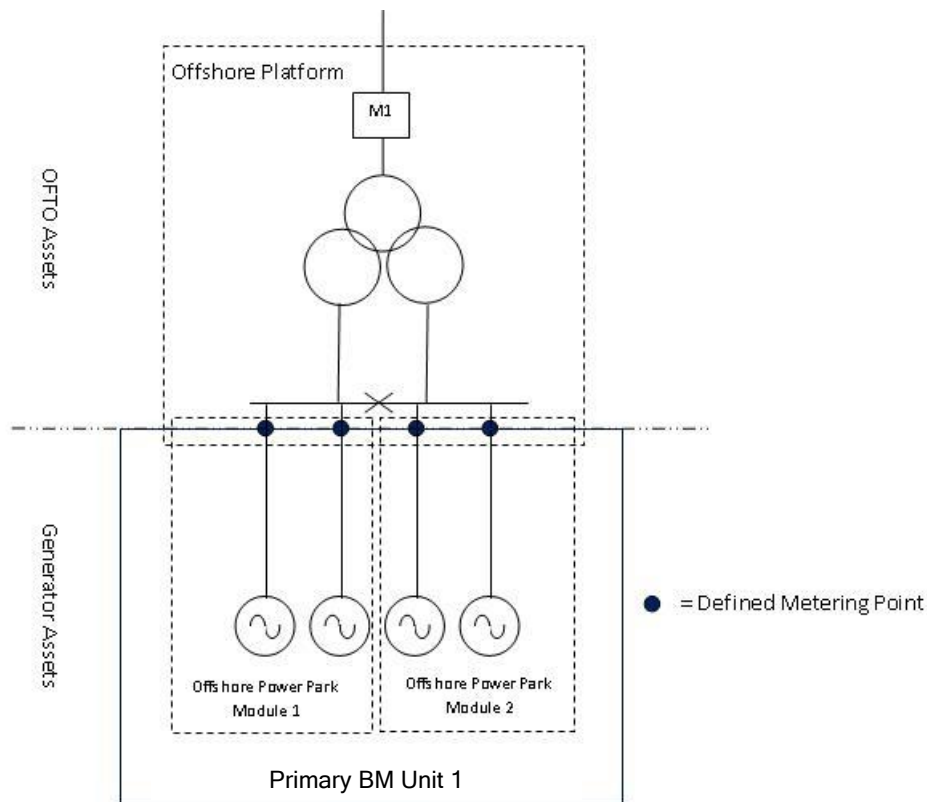 Offshore Platform
M1
OFTO Assets
Generator Assets
= Defined Metering Point
Offshore Power Park
Module 1
Offshore Power Park
Module 2
Primary BM Unit 1